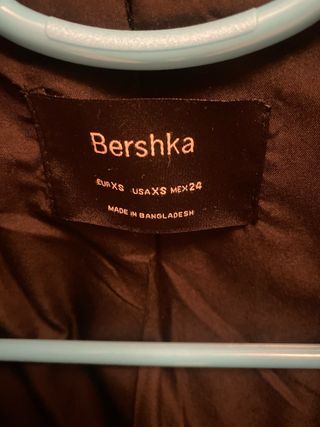 Bershka
EUR XS USA XS MEX 24
MADE IN BANGLADESH